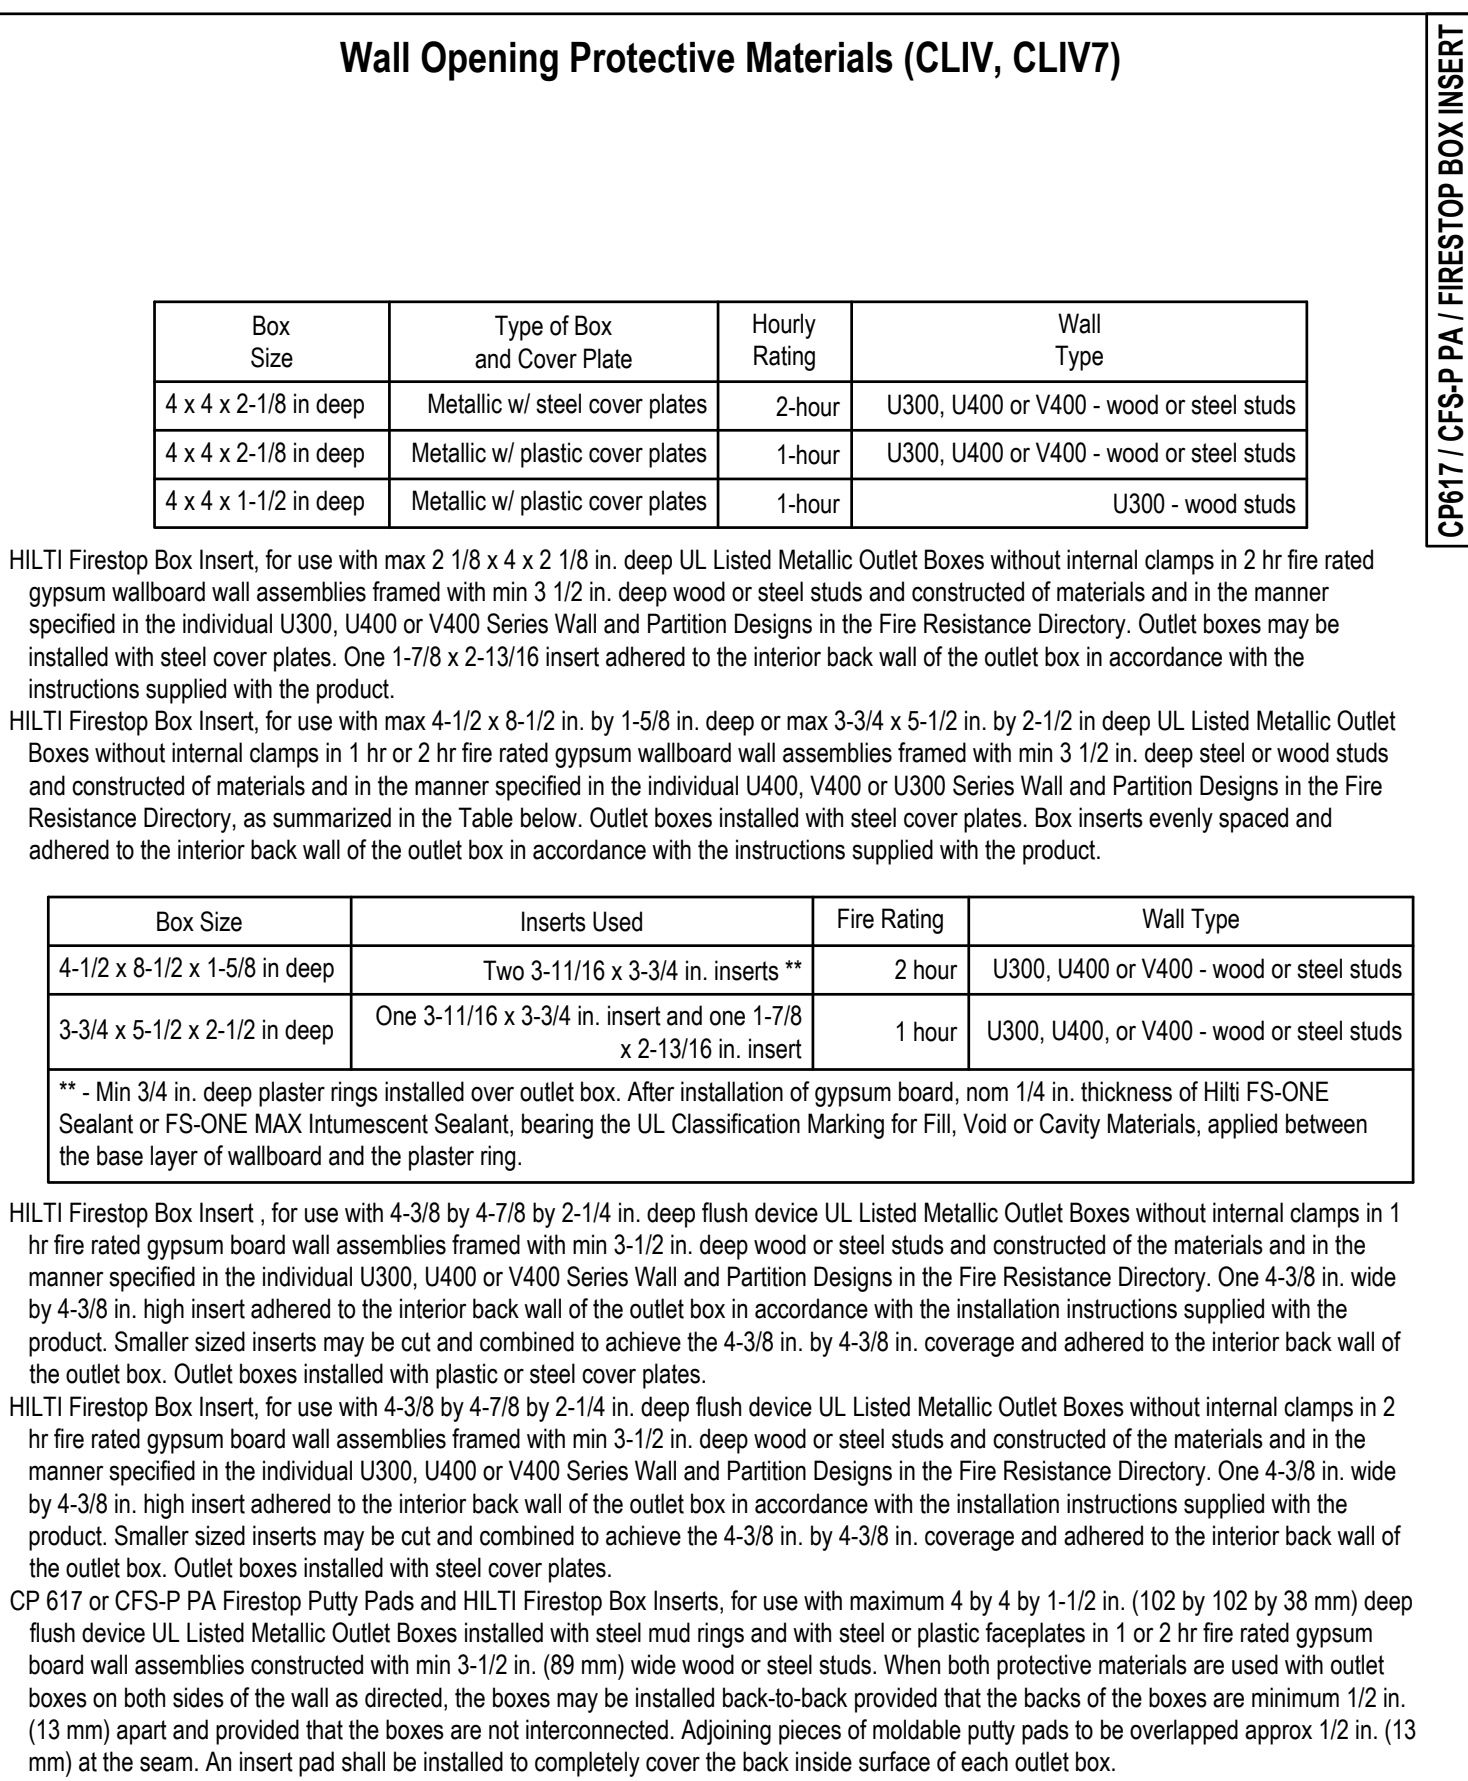 Wall Opening Protective Materials (CLIV, CLIV7)
CP617 / CFS-P PA / FIRESTOP BOX INSERT
Box Size | Type of Box and Cover Plate | Hourly Rating | Wall Type
4 x 4 x 2-1/8 in deep | Metallic w/ steel cover plates | 2-hour | U300, U400 or V400 - wood or steel studs
4 x 4 x 2-1/8 in deep | Metallic w/ plastic cover plates | 1-hour | U300, U400 or V400 - wood or steel studs
4 x 4 x 1-1/2 in deep | Metallic w/ plastic cover plates | 1-hour | U300 - wood studs
HILTI Firestop Box Insert, for use with max 2 1/8 x 4 x 2 1/8 in. deep UL Listed Metallic Outlet Boxes without internal clamps in 2 hr fire rated
gypsum wallboard wall assemblies framed with min 3 1/2 in. deep wood or steel studs and constructed of materials and in the manner
specified in the individual U300, U400 or V400 Series Wall and Partition Designs in the Fire Resistance Directory. Outlet boxes may be
installed with steel cover plates. One 1-7/8 x 2-13/16 insert adhered to the interior back wall of the outlet box in accordance with the
instructions supplied with the product.
HILTI Firestop Box Insert, for use with max 4-1/2 x 8-1/2 in. by 1-5/8 in. deep or max 3-3/4 x 5-1/2 in. by 2-1/2 in deep UL Listed Metallic Outlet
Boxes without internal clamps in 1 hr or 2 hr fire rated gypsum wallboard wall assemblies framed with min 3 1/2 in. deep steel or wood studs
and constructed of materials and in the manner specified in the individual U400, V400 or U300 Series Wall and Partition Designs in the Fire
Resistance Directory, as summarized in the Table below. Outlet boxes installed with steel cover plates. Box inserts evenly spaced and
adhered to the interior back wall of the outlet box in accordance with the instructions supplied with the product.
Box Size | Inserts Used | Fire Rating | Wall Type
4-1/2 x 8-1/2 x 1-5/8 in deep | Two 3-11/16 x 3-3/4 in. inserts ** | 2 hour | U300, U400 or V400 - wood or steel studs
3-3/4 x 5-1/2 x 2-1/2 in deep | One 3-11/16 x 3-3/4 in. insert and one 1-7/8 x 2-13/16 in. insert | 1 hour | U300, U400, or V400 - wood or steel studs
** - Min 3/4 in. deep plaster rings installed over outlet box. After installation of gypsum board, nom 1/4 in. thickness of Hilti FS-ONE
Sealant or FS-ONE MAX Intumescent Sealant, bearing the UL Classification Marking for Fill, Void or Cavity Materials, applied between
the base layer of wallboard and the plaster ring.
HILTI Firestop Box Insert , for use with 4-3/8 by 4-7/8 by 2-1/4 in. deep flush device UL Listed Metallic Outlet Boxes without internal clamps in 1
hr fire rated gypsum board wall assemblies framed with min 3-1/2 in. deep wood or steel studs and constructed of the materials and in the
manner specified in the individual U300, U400 or V400 Series Wall and Partition Designs in the Fire Resistance Directory. One 4-3/8 in. wide
by 4-3/8 in. high insert adhered to the interior back wall of the outlet box in accordance with the installation instructions supplied with the
product. Smaller sized inserts may be cut and combined to achieve the 4-3/8 in. by 4-3/8 in. coverage and adhered to the interior back wall of
the outlet box. Outlet boxes installed with plastic or steel cover plates.
HILTI Firestop Box Insert, for use with 4-3/8 by 4-7/8 by 2-1/4 in. deep flush device UL Listed Metallic Outlet Boxes without internal clamps in 2
hr fire rated gypsum board wall assemblies framed with min 3-1/2 in. deep wood or steel studs and constructed of the materials and in the
manner specified in the individual U300, U400 or V400 Series Wall and Partition Designs in the Fire Resistance Directory. One 4-3/8 in. wide
by 4-3/8 in. high insert adhered to the interior back wall of the outlet box in accordance with the installation instructions supplied with the
product. Smaller sized inserts may be cut and combined to achieve the 4-3/8 in. by 4-3/8 in. coverage and adhered to the interior back wall of
the outlet box. Outlet boxes installed with steel cover plates.
CP 617 or CFS-P PA Firestop Putty Pads and HILTI Firestop Box Inserts, for use with maximum 4 by 4 by 1-1/2 in. (102 by 102 by 38 mm) deep
flush device UL Listed Metallic Outlet Boxes installed with steel mud rings and with steel or plastic faceplates in 1 or 2 hr fire rated gypsum
board wall assemblies constructed with min 3-1/2 in. (89 mm) wide wood or steel studs. When both protective materials are used with outlet
boxes on both sides of the wall as directed, the boxes may be installed back-to-back provided that the backs of the boxes are minimum 1/2 in.
(13 mm) apart and provided that the boxes are not interconnected. Adjoining pieces of moldable putty pads to be overlapped approx 1/2 in. (13
mm) at the seam. An insert pad shall be installed to completely cover the back inside surface of each outlet box.